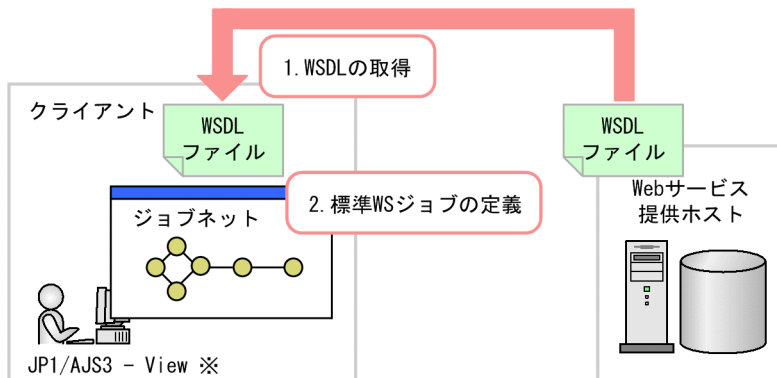 1.WSDLの取得
クライアント
WSDL
ファイル
WSDL
ファイル
2.標準WSジョブの定義
Webサービス
提供ホスト
ジョブネット
JP1/AJS3 − View ※